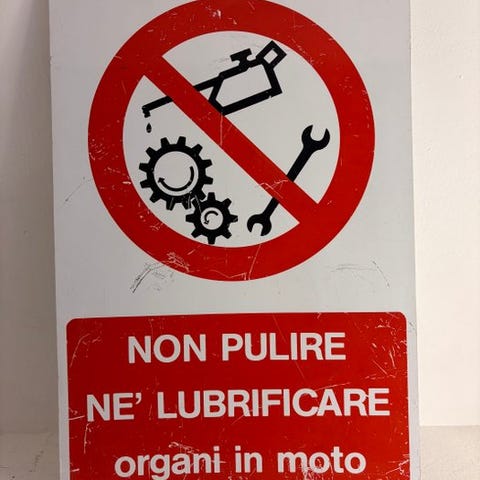 NON PULIRE
NE' LUBRIFICARE
organi in moto